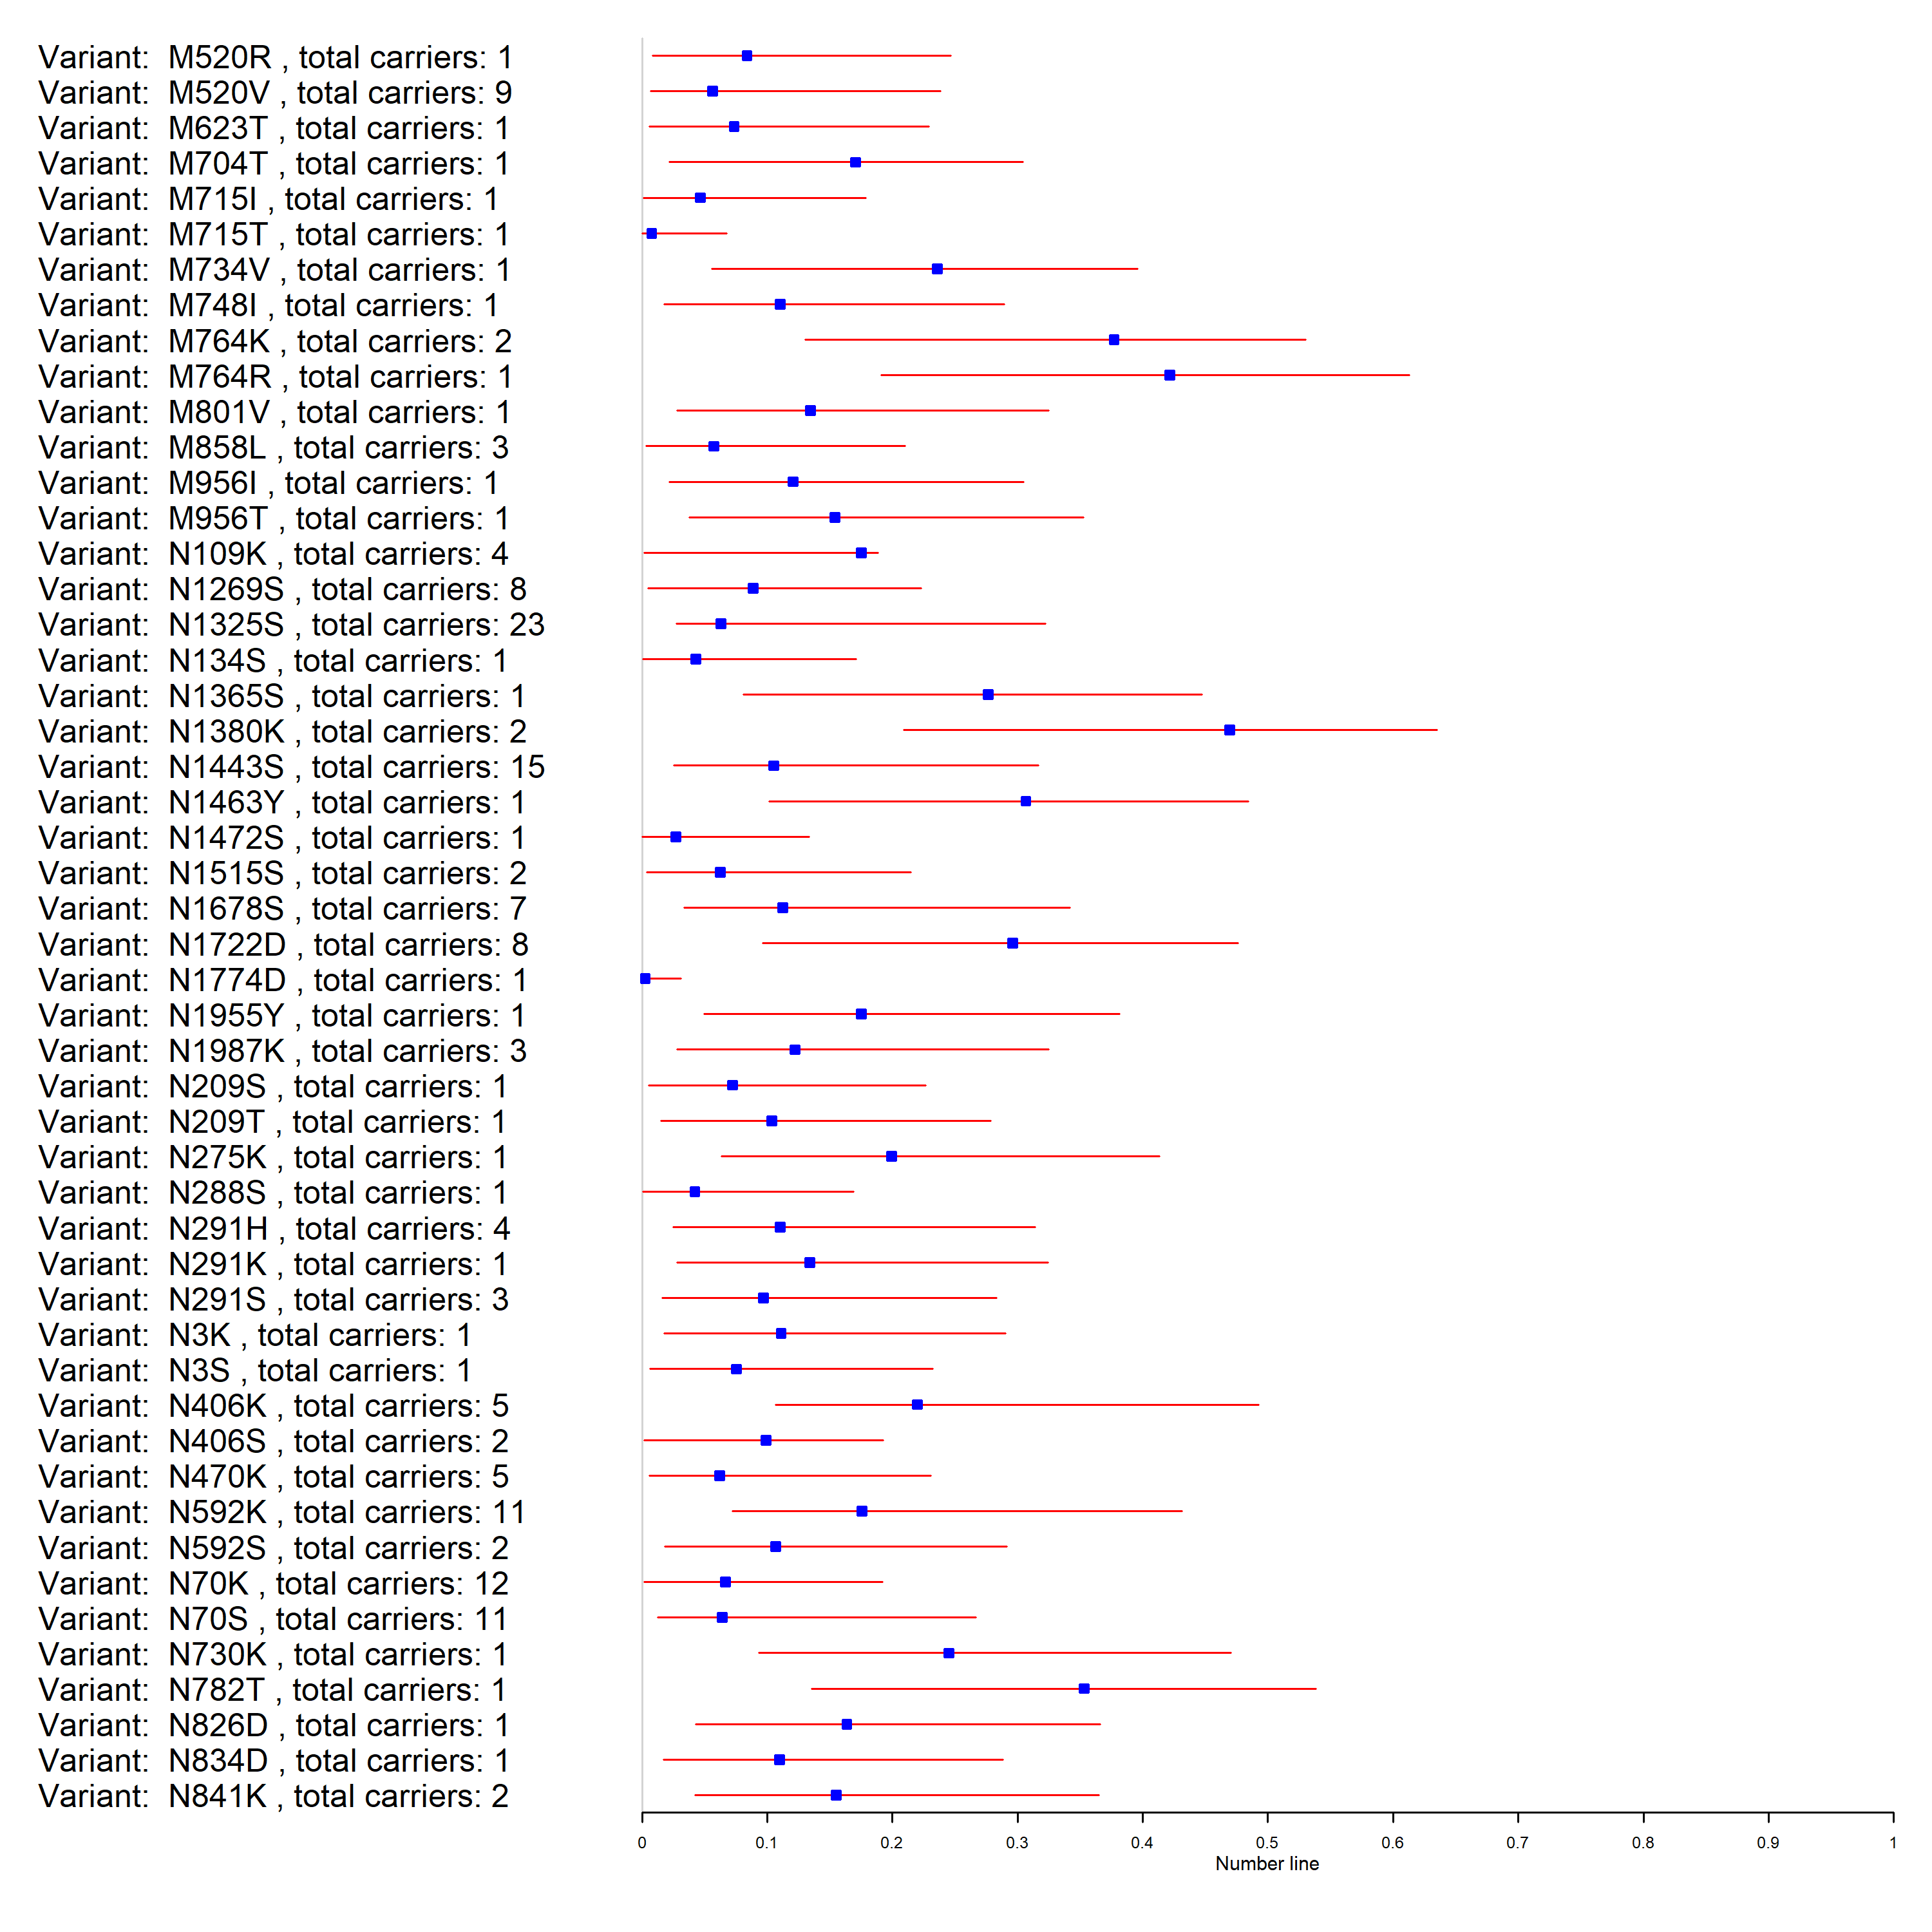 Variant:  M520R , total carriers: 1
Variant:  M520V , total carriers: 9
Variant:  M623T , total carriers: 1
Variant:  M704T , total carriers: 1
Variant:  M715I , total carriers: 1
Variant:  M715T , total carriers: 1
Variant:  M734V , total carriers: 1
Variant:  M748I , total carriers: 1
Variant:  M764K , total carriers: 2
Variant:  M764R , total carriers: 1
Variant:  M801V , total carriers: 1
Variant:  M858L , total carriers: 3
Variant:  M956I , total carriers: 1
Variant:  M956T , total carriers: 1
Variant:  N109K , total carriers: 4
Variant:  N1269S , total carriers: 8
Variant:  N1325S , total carriers: 23
Variant:  N134S , total carriers: 1
Variant:  N1365S , total carriers: 1
Variant:  N1380K , total carriers: 2
Variant:  N1443S , total carriers: 15
Variant:  N1463Y , total carriers: 1
Variant:  N1472S , total carriers: 1
Variant:  N1515S , total carriers: 2
Variant:  N1678S , total carriers: 7
Variant:  N1722D , total carriers: 8
Variant:  N1774D , total carriers: 1
Variant:  N1955Y , total carriers: 1
Variant:  N1987K , total carriers: 3
Variant:  N209S , total carriers: 1
Variant:  N209T , total carriers: 1
Variant:  N275K , total carriers: 1
Variant:  N288S , total carriers: 1
Variant:  N291H , total carriers: 4
Variant:  N291K , total carriers: 1
Variant:  N291S , total carriers: 3
Variant:  N3K , total carriers: 1
Variant:  N3S , total carriers: 1
Variant:  N406K , total carriers: 5
Variant:  N406S , total carriers: 2
Variant:  N470K , total carriers: 5
Variant:  N592K , total carriers: 11
Variant:  N592S , total carriers: 2
Variant:  N70K , total carriers: 12
Variant:  N70S , total carriers: 11
Variant:  N730K , total carriers: 1
Variant:  N782T , total carriers: 1
Variant:  N826D , total carriers: 1
Variant:  N834D , total carriers: 1
Variant:  N841K , total carriers: 2
0 0.1 0.2 0.3 0.4 0.5 0.6 0.7 0.8 0.9 1
Number line